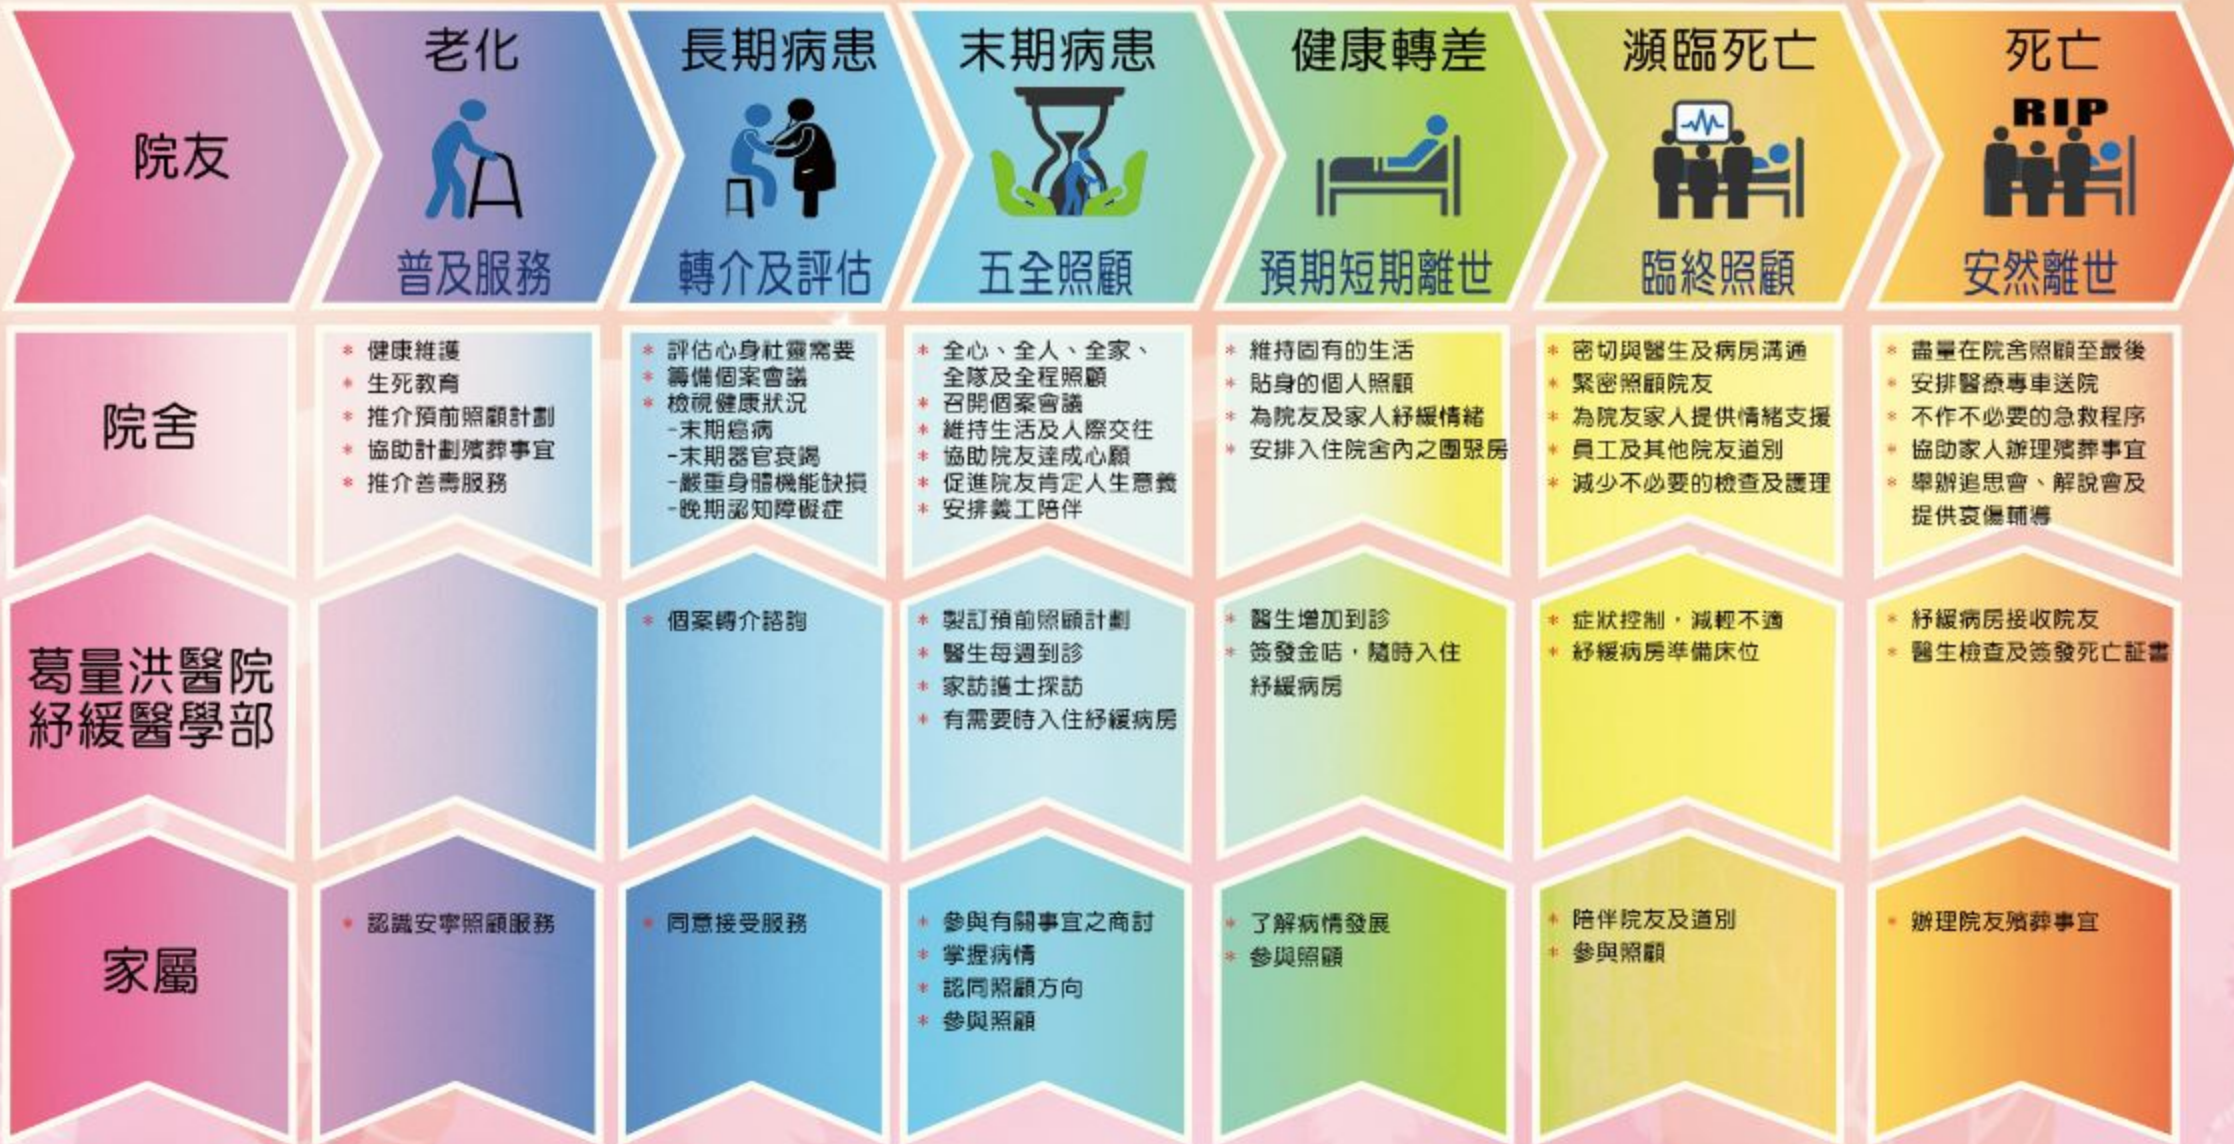 院友
老化
普及服務
長期病患
轉介及評估
末期病患
五全照顧
健康轉差
預期短期離世
瀕臨死亡
臨終照顧
死亡
RIP
安然離世
院舍
* 健康維護
* 生死教育
* 推介預前照顧計劃
* 協助計劃殯葬事宜
* 推介善壽服務
* 評估心身社靈需要
* 籌備個案會議
* 檢視健康狀況
-末期癌病
-末期器官衰竭
-嚴重身體機能缺損
-晚期認知障礙症
* 全心、全人、全家、
全隊及全程照顧
* 召開個案會議
* 維持生活及人際交往
* 協助院友達成心願
* 促進院友肯定人生意義
* 安排義工陪伴
* 維持固有的生活
* 貼身的個人照顧
* 為院友及家人紓緩情緒
* 安排入住院舍內之團聚房
* 密切與醫生及病房溝通
* 緊密照顧院友
* 為院友家人提供情緒支援
* 員工及其他院友道別
* 減少不必要的檢查及護理
* 盡量在院舍照顧至最後
* 安排醫療專車送院
* 不作不必要的急救程序
* 協助家人辦理殯葬事宜
* 舉辦追思會、解說會及
提供哀傷輔導
葛量洪醫院
紓緩醫學部
* 個案轉介諮詢
* 製訂預前照顧計劃
* 醫生每週到診
* 家訪護士探訪
* 有需要時入住紓緩病房
* 醫生增加到診
* 簽發金咭，隨時入住
紓緩病房
* 症狀控制，減輕不適
* 紓緩病房準備床位
* 紓緩病房接收院友
* 醫生檢查及簽發死亡証書
家屬
* 認識安寧照顧服務
* 同意接受服務
* 參與有關事宜之商討
* 掌握病情
* 認同照顧方向
* 參與照顧
* 了解病情發展
* 參與照顧
* 陪伴院友及道別
* 參與照顧
* 辦理院友殯葬事宜